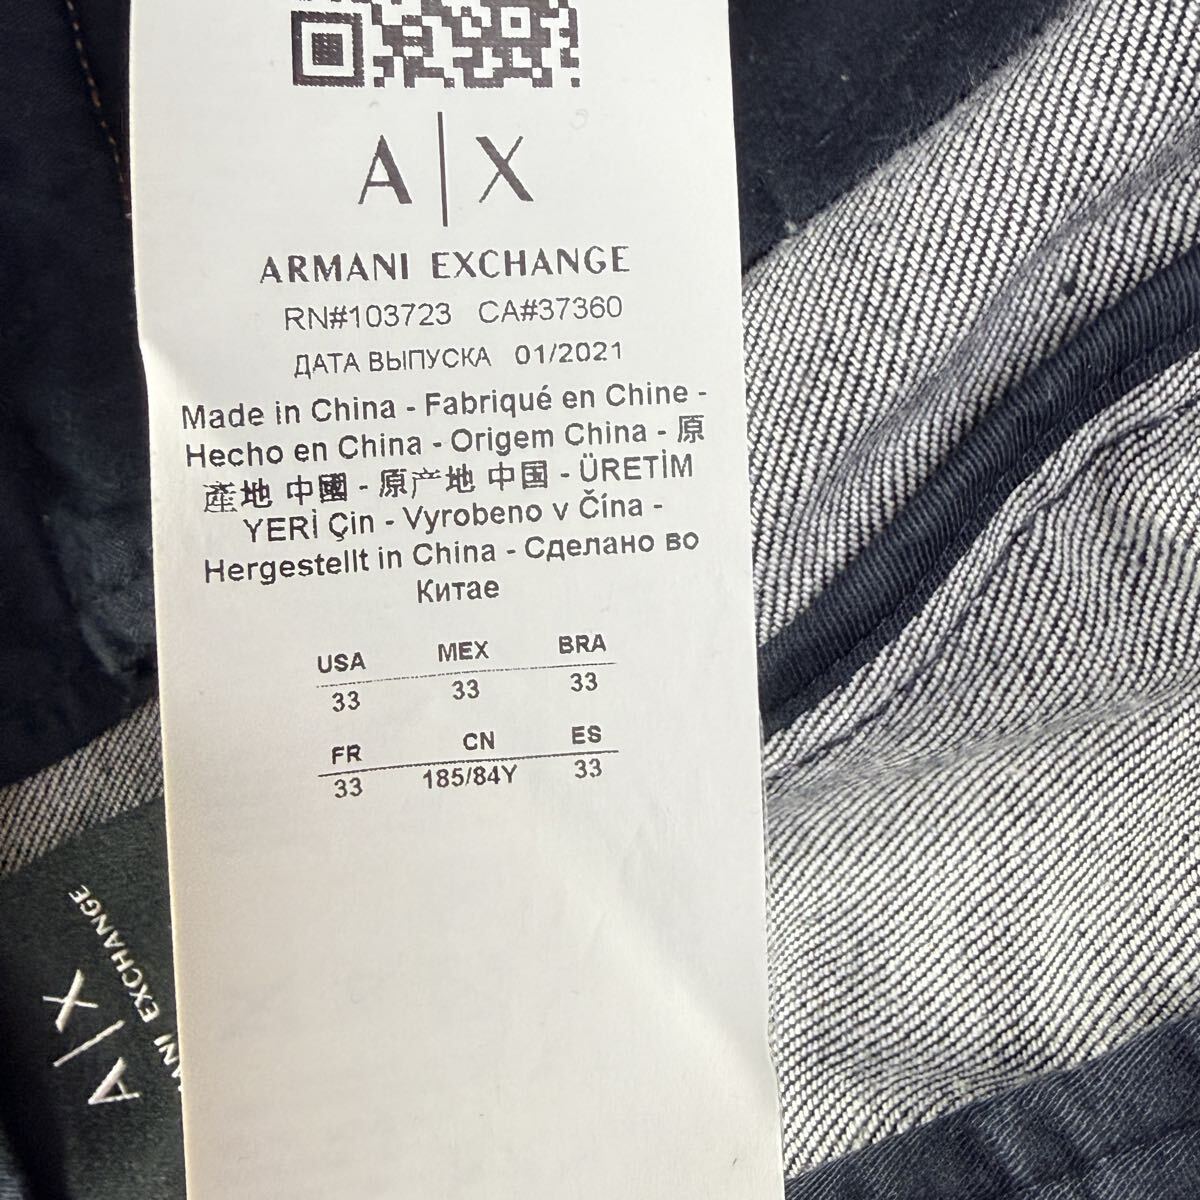 A|X
ARMANI EXCHANGE
RN#103723 CA#37360
ДАТА ВЫПУСКА 01/2021
Made in China - Fabriqué en Chine -
Hecho en China - Origem China - 原
產地 中國 - 原产地 中国 - ÜRETİM
YERİ Çin - Vyrobeno v Čína -
Hergestellt in China - Сделано во
Китае
USA MEX BRA
33 33 33
FR CN ES
33 185/84Y 33
A|X
EXCHANGE